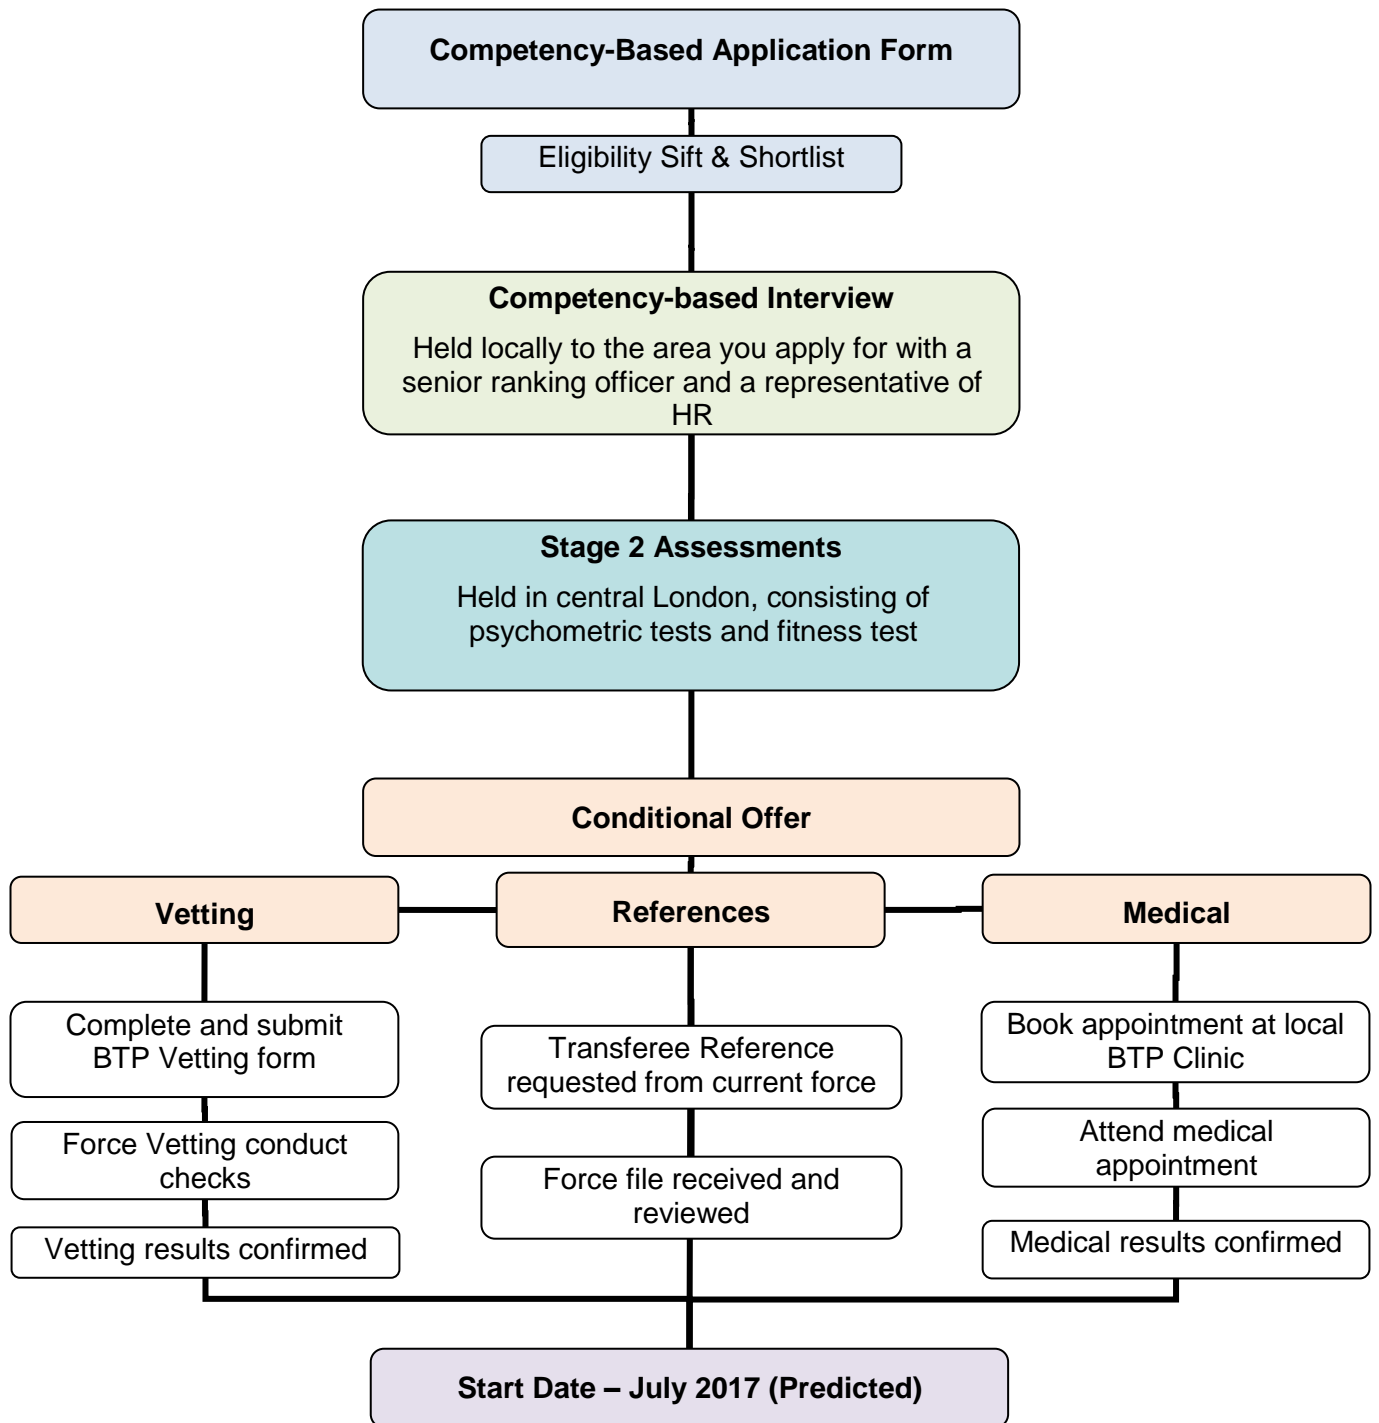 Competency-Based Application Form
Eligibility Sift & Shortlist
Competency-based Interview
Held locally to the area you apply for with a
senior ranking officer and a representative of
HR
Stage 2 Assessments
Held in central London, consisting of
psychometric tests and fitness test
Conditional Offer
Vetting
References
Medical
Complete and submit
BTP Vetting form
Force Vetting conduct
checks
Vetting results confirmed
Transferee Reference
requested from current force
Force file received and
reviewed
Book appointment at local
BTP Clinic
Attend medical
appointment
Medical results confirmed
Start Date – July 2017 (Predicted)